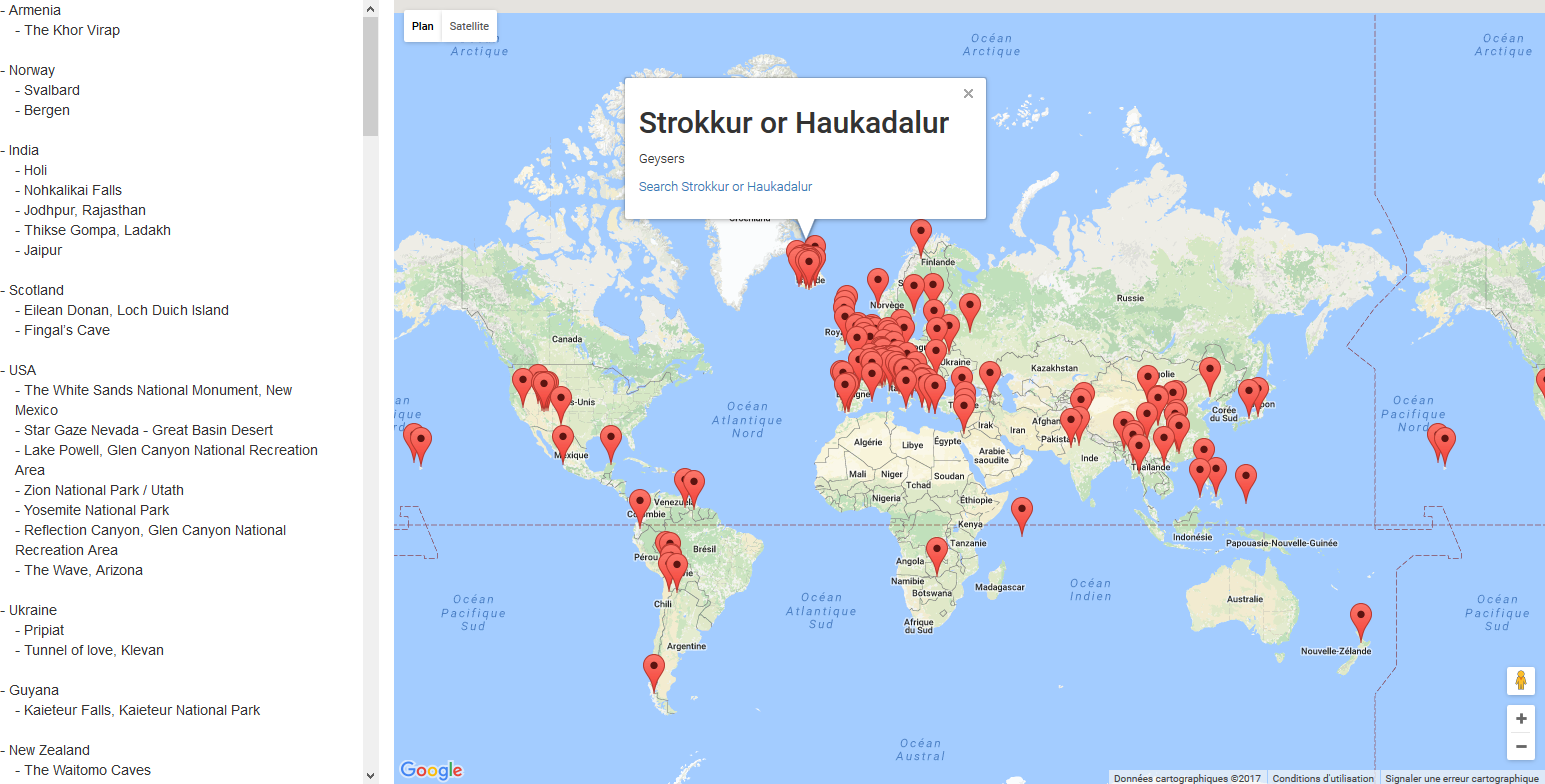 - Armenia
- The Khor Virap
- Norway
- Svalbard
- Bergen
- India
- Holi
- Nohkalikai Falls
- Jodhpur, Rajasthan
- Thikse Gompa, Ladakh
- Jaipur
- Scotland
- Eilean Donan, Loch Duich Island
- Fingal's Cave
- USA
- The White Sands National Monument, New
Mexico
- Star Gaze Nevada - Great Basin Desert
- Lake Powell, Glen Canyon National Recreation
Area
- Zion National Park / Utath
- Yosemite National Park
- Reflection Canyon, Glen Canyon National
Recreation Area
- The Wave, Arizona
- Ukraine
- Pripiat
- Tunnel of love, Klevan
- Guyana
- Kaieteur Falls, Kaieteur National Park
- New Zealand
- The Waitomo Caves
Plan
Satellite
Océan
Arctique
Océan
Arctique
Océan
Arctique
Strokkur or Haukadalur
Geysers
Search Strokkur or Haukadalur
Groenland
Finlande
Norvège
Russie
Canada
Ukraine
Kazakhstan
Océan
Atlantique
Nord
Océan
Pacifique
Nord
Corée
du Sud
Mexique
Algérie
Libye
Égypte
Irak
Iran
Pakistan
Arabie
saoudite
Inde
Mali
Niger
Tchad
Soudan
Thaïlande
Nigeria
Éthiopie
Venezuela
Colombie
Kenya
Indonésie
Papouasie-Nouvelle-Guinée
Tanzanie
Pérou
Brésil
Angola
Namibie
Botswana
Madagascar
Océan
Indien
Océan
Pacifique
Sud
Océan
Atlantique
Sud
Chili
Argentine
Afrique
du Sud
Australie
Océan
Pacifique
Sud
Nouvelle-Zélande
Océan
Austral
Google
+
−
Données cartographiques ©2017
Conditions d'utilisation
Signaler une erreur cartographique